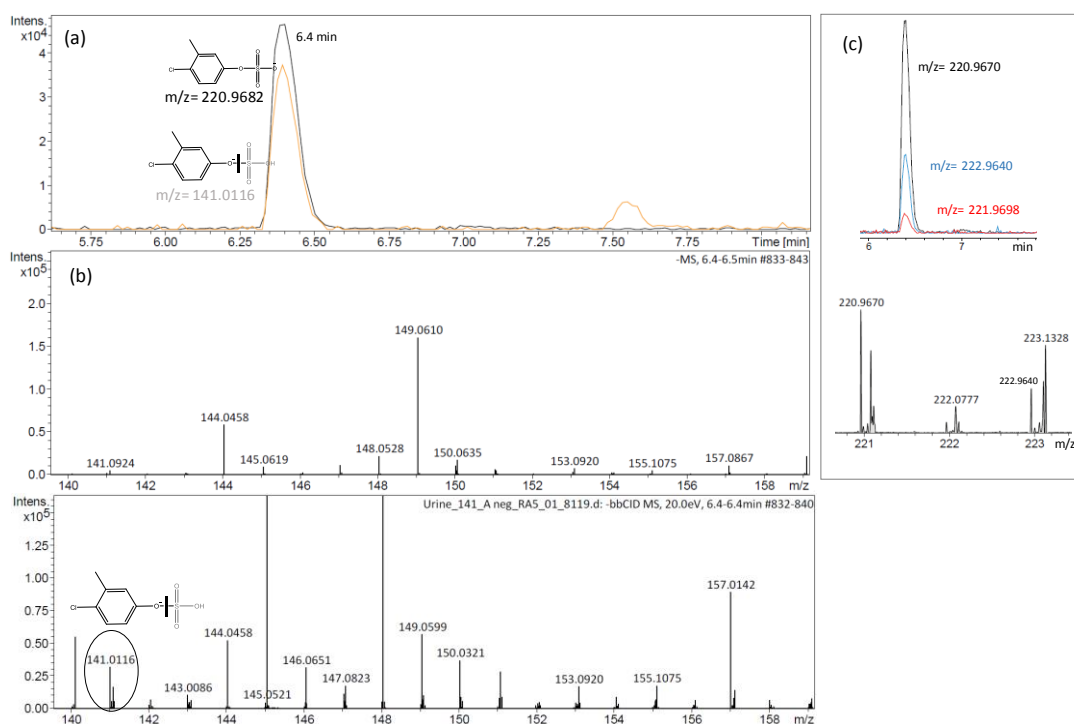 Intens.
x10⁴
(a)
6.4 min
Cl
O
S
O
O
O
m/z= 220.9682
Cl
O
S
O
O
OH
m/z= 141.0116
4
3
2
1
0
5.75 6.00 6.25 6.50 6.75 7.00 7.25 7.50 7.75 Time [min]
Intens.
x10⁵
(b)
-MS, 6.4-6.5min #833-843
2.0
1.5
1.0
0.5
0.0
141.0924
144.0458
145.0619
148.0528
149.0610
150.0635
153.0920
155.1075
157.0867
140 142 144 146 148 150 152 154 156 158 m/z
Intens.
x10⁵
Urine_141_A neg_RA5_01_8119.d: -bbCID MS, 20.0eV, 6.4-6.4min #832-840
1.25
1.00
0.75
0.50
0.25
0.00
Cl
O
S
O
O
OH
141.0116
143.0086
144.0458
145.0521
146.0651
147.0823
149.0599
150.0321
153.0920
155.1075
157.0142
140 142 144 146 148 150 152 154 156 158 m/z
(c)
m/z= 220.9670
m/z= 222.9640
m/z= 221.9698
6 7 min
220.9670
222.0777
222.9640
223.1328
221 222 223 m/z